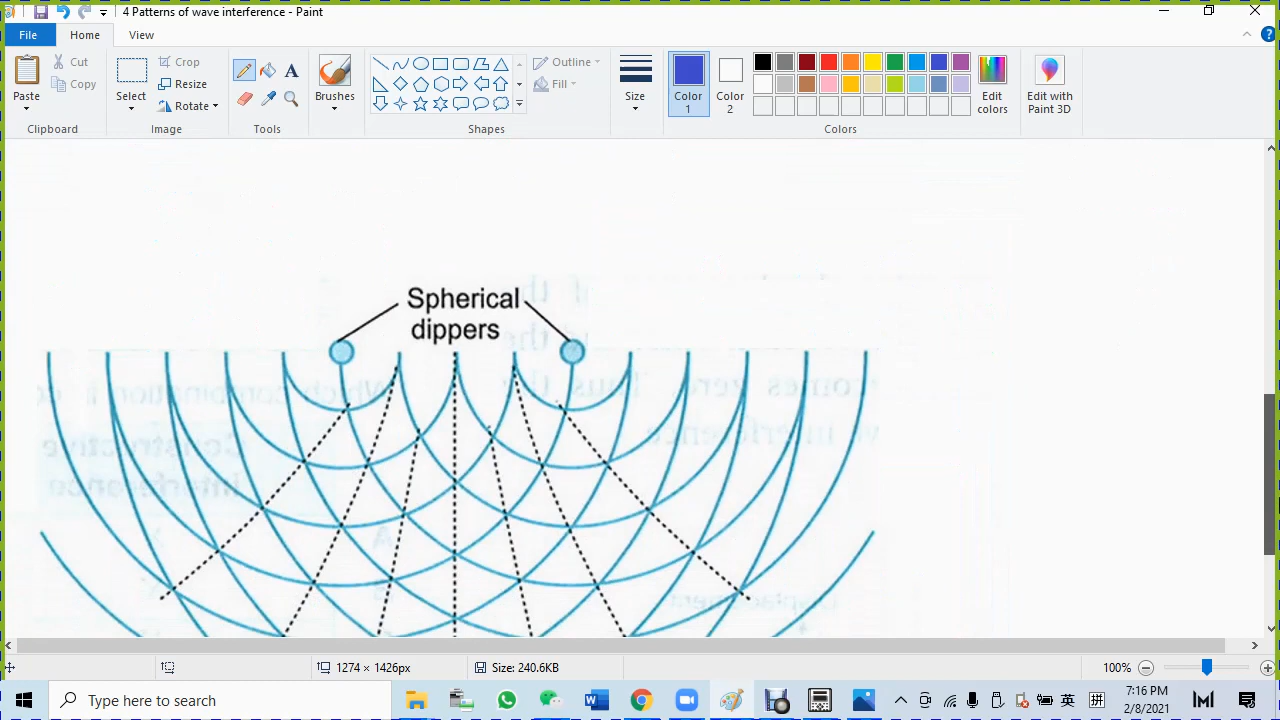 4 Patterns of wave interference - Paint
File
Home
View
Paste
Cut
Copy
Clipboard
Select
Crop
Resize
Rotate
Image
A
Tools
Brushes
Shapes
Outline
Fill
Size
Color
1
Color
2
Colors
Edit
colors
Edit with
Paint 3D
Spherical
dippers
1274 × 1426px
Size: 240.6KB
100%
Type here to search
英
拼
7:16 PM
2/8/2021